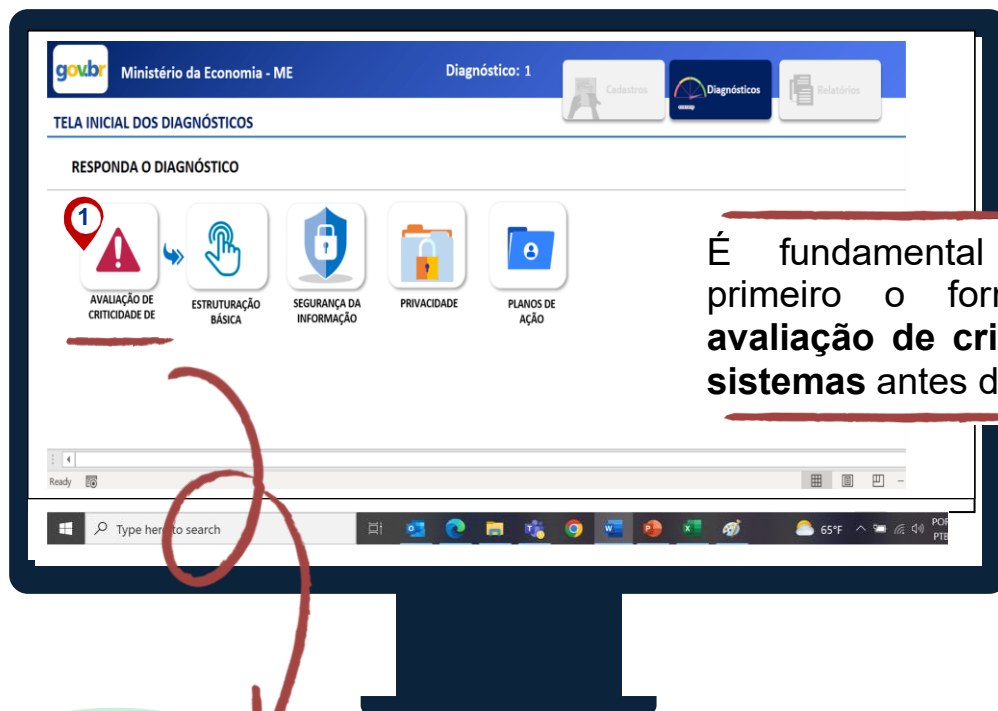 gov.br
Ministério da Economia - ME
Diagnóstico: 1
Cadastros
Diagnósticos
Relatórios
TELA INICIAL DOS DIAGNÓSTICOS
RESPONDA O DIAGNÓSTICO
1
AVALIAÇÃO DE
CRITICIDADE DE
ESTRUTURAÇÃO
BÁSICA
SEGURANÇA DA
INFORMAÇÃO
PRIVACIDADE
PLANOS DE
AÇÃO
É fundamental
primeiro o
avaliação de
sistemas antes
Ready
Type here to search
65°F